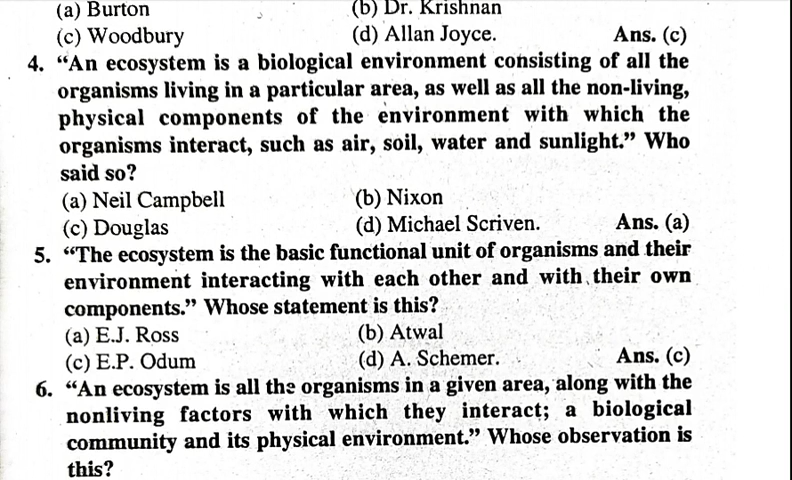 (a) Burton (b) Dr. Krishnan
(c) Woodbury (d) Allan Joyce. Ans. (c)
4. “An ecosystem is a biological environment consisting of all the
organisms living in a particular area, as well as all the non-living,
physical components of the environment with which the
organisms interact, such as air, soil, water and sunlight.” Who
said so?
(a) Neil Campbell (b) Nixon
(c) Douglas (d) Michael Scriven. Ans. (a)
5. “The ecosystem is the basic functional unit of organisms and their
environment interacting with each other and with their own
components.” Whose statement is this?
(a) E.J. Ross (b) Atwal
(c) E.P. Odum (d) A. Schemer. Ans. (c)
6. “An ecosystem is all the organisms in a given area, along with the
nonliving factors with which they interact; a biological
community and its physical environment.” Whose observation is
this?